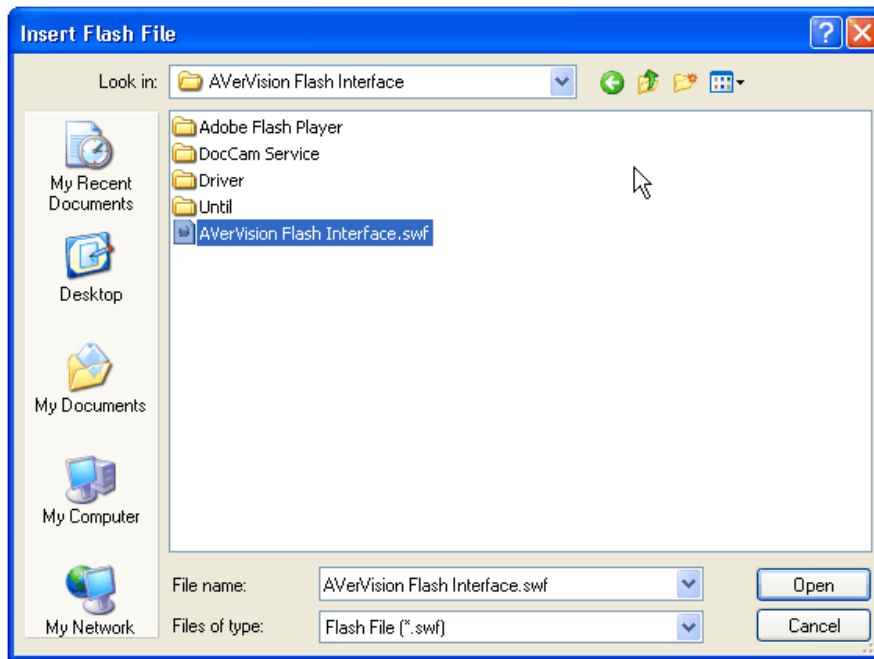 Insert Flash File
Look in: AVerVision Flash Interface
My Recent
Documents
Desktop
My Documents
My Computer
My Network
Adobe Flash Player
DocCam Service
Driver
Until
AVerVision Flash Interface.swf
File name: AVerVision Flash Interface.swf Open
Files of type: Flash File (*.swf) Cancel